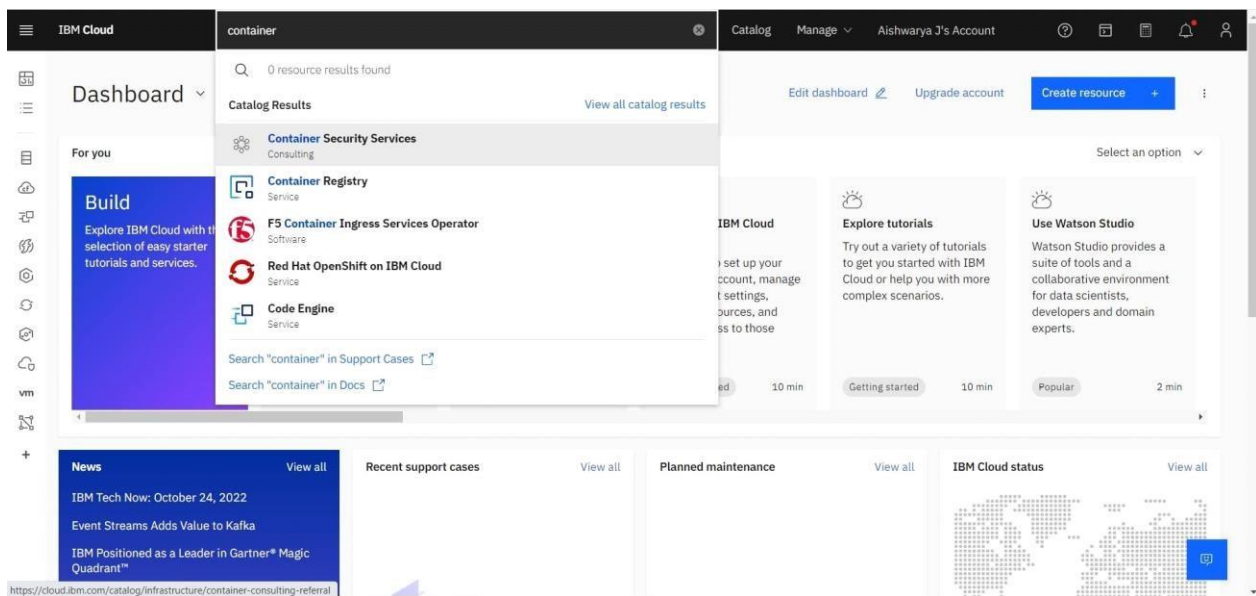 IBM Cloud
container
Catalog
Manage
Aishwarya J's Account
0 resource results found
Catalog Results
View all catalog results
Container Security Services
Consulting
Container Registry
Service
F5 Container Ingress Services Operator
Software
Red Hat OpenShift on IBM Cloud
Service
Code Engine
Service
Search "container" in Support Cases
Search "container" in Docs
Dashboard
Edit dashboard
Upgrade account
Create resource +
For you
Select an option
Build
Explore IBM Cloud with th
selection of easy starter
tutorials and services.
IBM Cloud
set up your
ccount, manage
t settings,
ources, and
ss to those
ed
10 min
Explore tutorials
Try out a variety of tutorials
to get you started with IBM
Cloud or help you with more
complex scenarios.
Getting started
10 min
Use Watson Studio
Watson Studio provides a
suite of tools and a
collaborative environment
for data scientists,
developers and domain
experts.
Popular
2 min
vm
News
View all
IBM Tech Now: October 24, 2022
Event Streams Adds Value to Kafka
IBM Positioned as a Leader in Gartner® Magic
Quadrant™
Recent support cases
View all
Planned maintenance
View all
IBM Cloud status
View all
https://cloud.ibm.com/catalog/infrastructure/container-consulting-referral